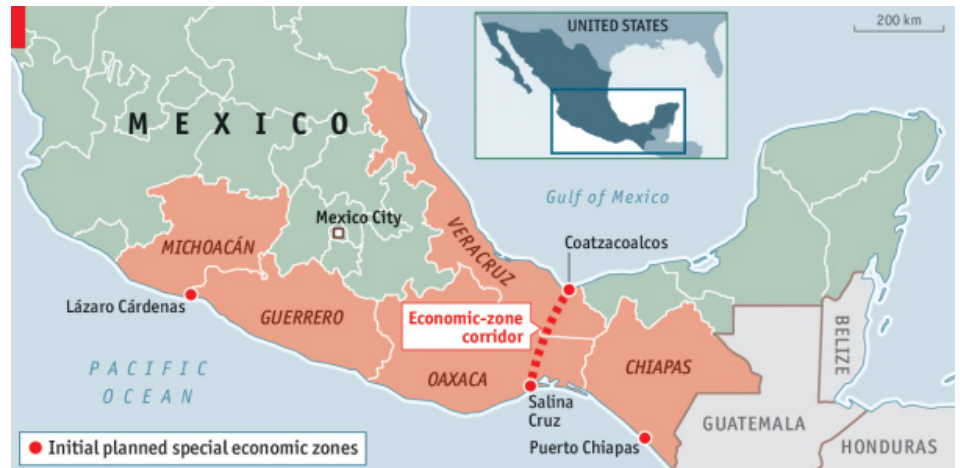 UNITED STATES
200 km
MEXICO
Gulf of Mexico
Mexico City
MICHOACÁN
VERACRUZ
Coatzacoalcos
Lázaro Cárdenas
GUERRERO
Economic-zone
corridor
BELIZE
PACIFIC
OCEAN
OAXACA
CHIAPAS
Salina
Cruz
GUATEMALA
Puerto Chiapas
HONDURAS
Initial planned special economic zones